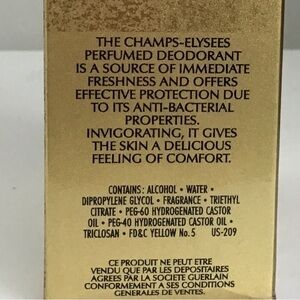 THE CHAMPS-ELYSEES
PERFUMED DEODORANT
IS A SOURCE OF IMMEDIATE
FRESHNESS AND OFFERS
EFFECTIVE PROTECTION DUE
TO ITS ANTI-BACTERIAL
PROPERTIES.
INVIGORATING, IT GIVES
THE SKIN A DELICIOUS
FEELING OF COMFORT.
CONTAINS: ALCOHOL • WATER •
DIPROPYLENE GLYCOL • FRAGRANCE • TRIETHYL
CITRATE • PEG-60 HYDROGENATED CASTOR
OIL • PEG-40 HYDROGENATED CASTOR OIL •
TRICLOSAN • FD&C YELLOW No. 5 US-209
CE PRODUIT NE PEUT ETRE
VENDU QUE PAR LES DEPOSITAIRES
AGREES PAR LA SOCIETE GUERLAIN
CONFORMEMENT A SES CONDITIONS
GENERALES DE VENTES.